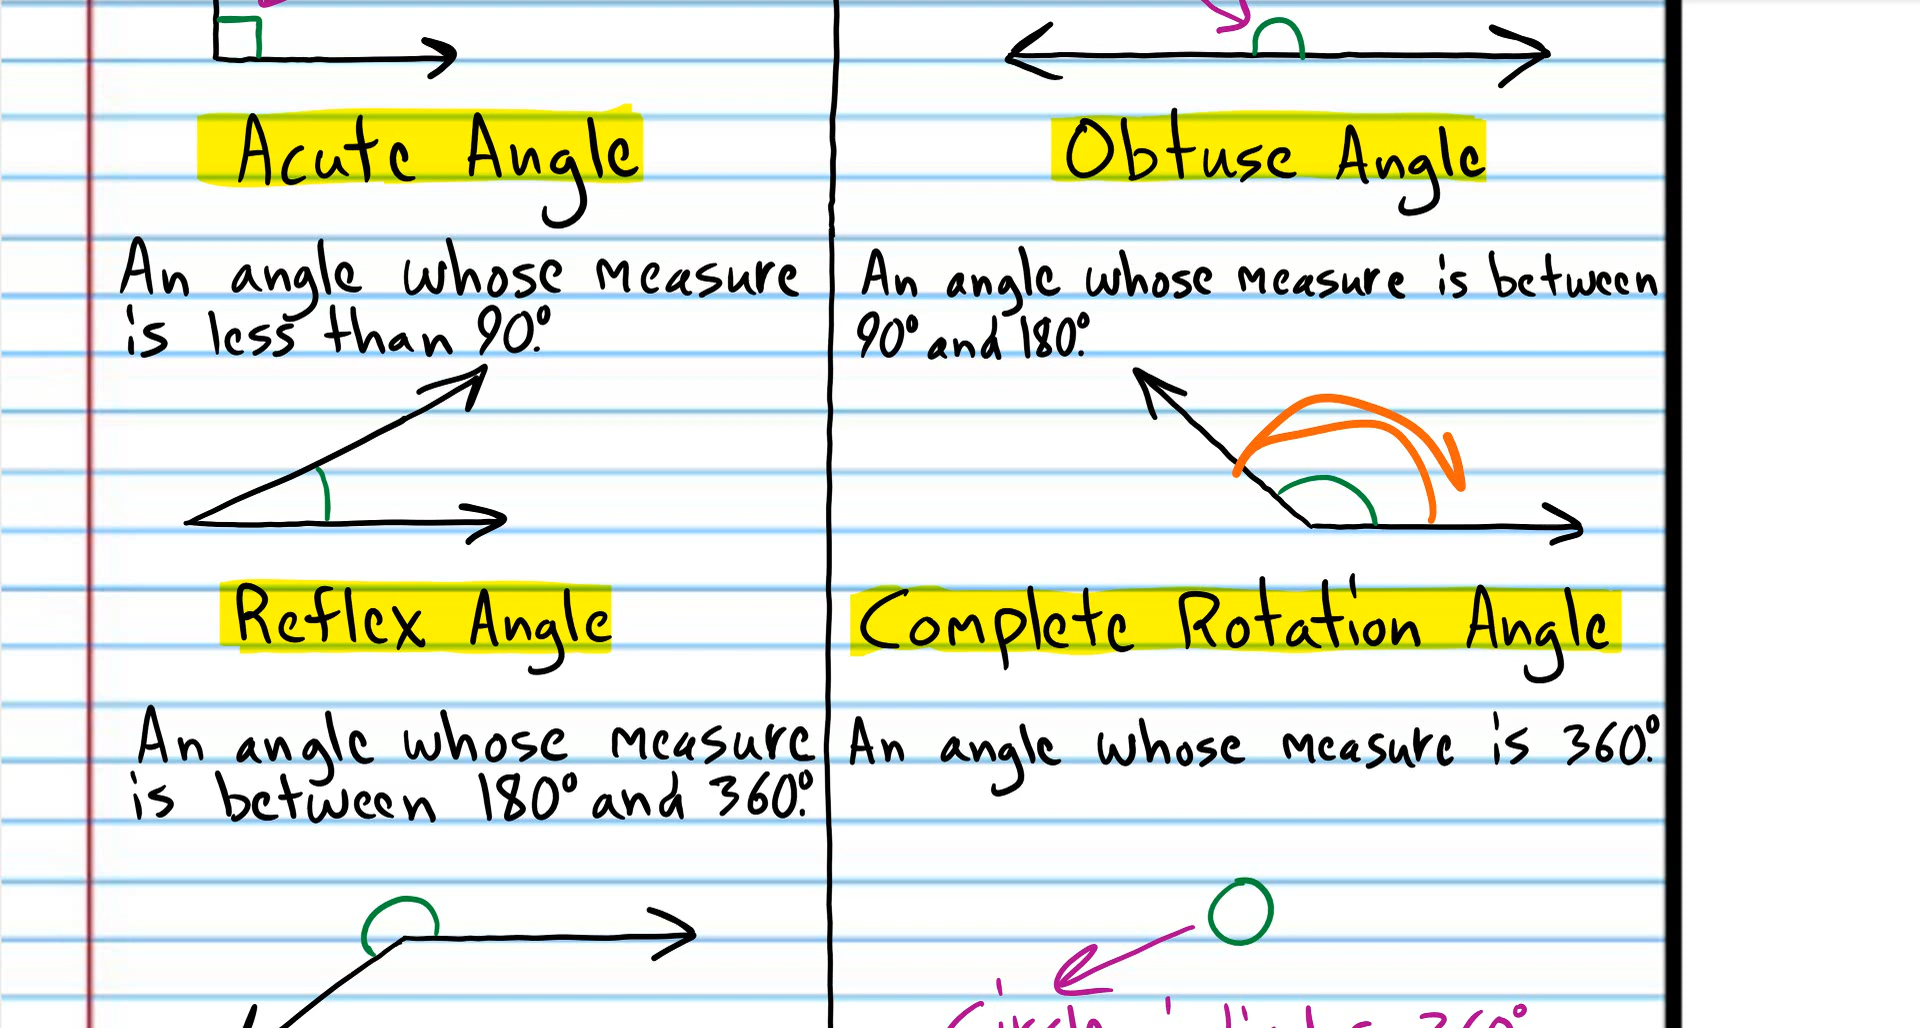 Acute Angle
An angle whose measure
is less than 90°.
Obtuse Angle
An angle whose measure is between
90° and 180°.
Reflex Angle
An angle whose measure
is between 180° and 360°.
Complete Rotation Angle
An angle whose measure is 360°.
360°